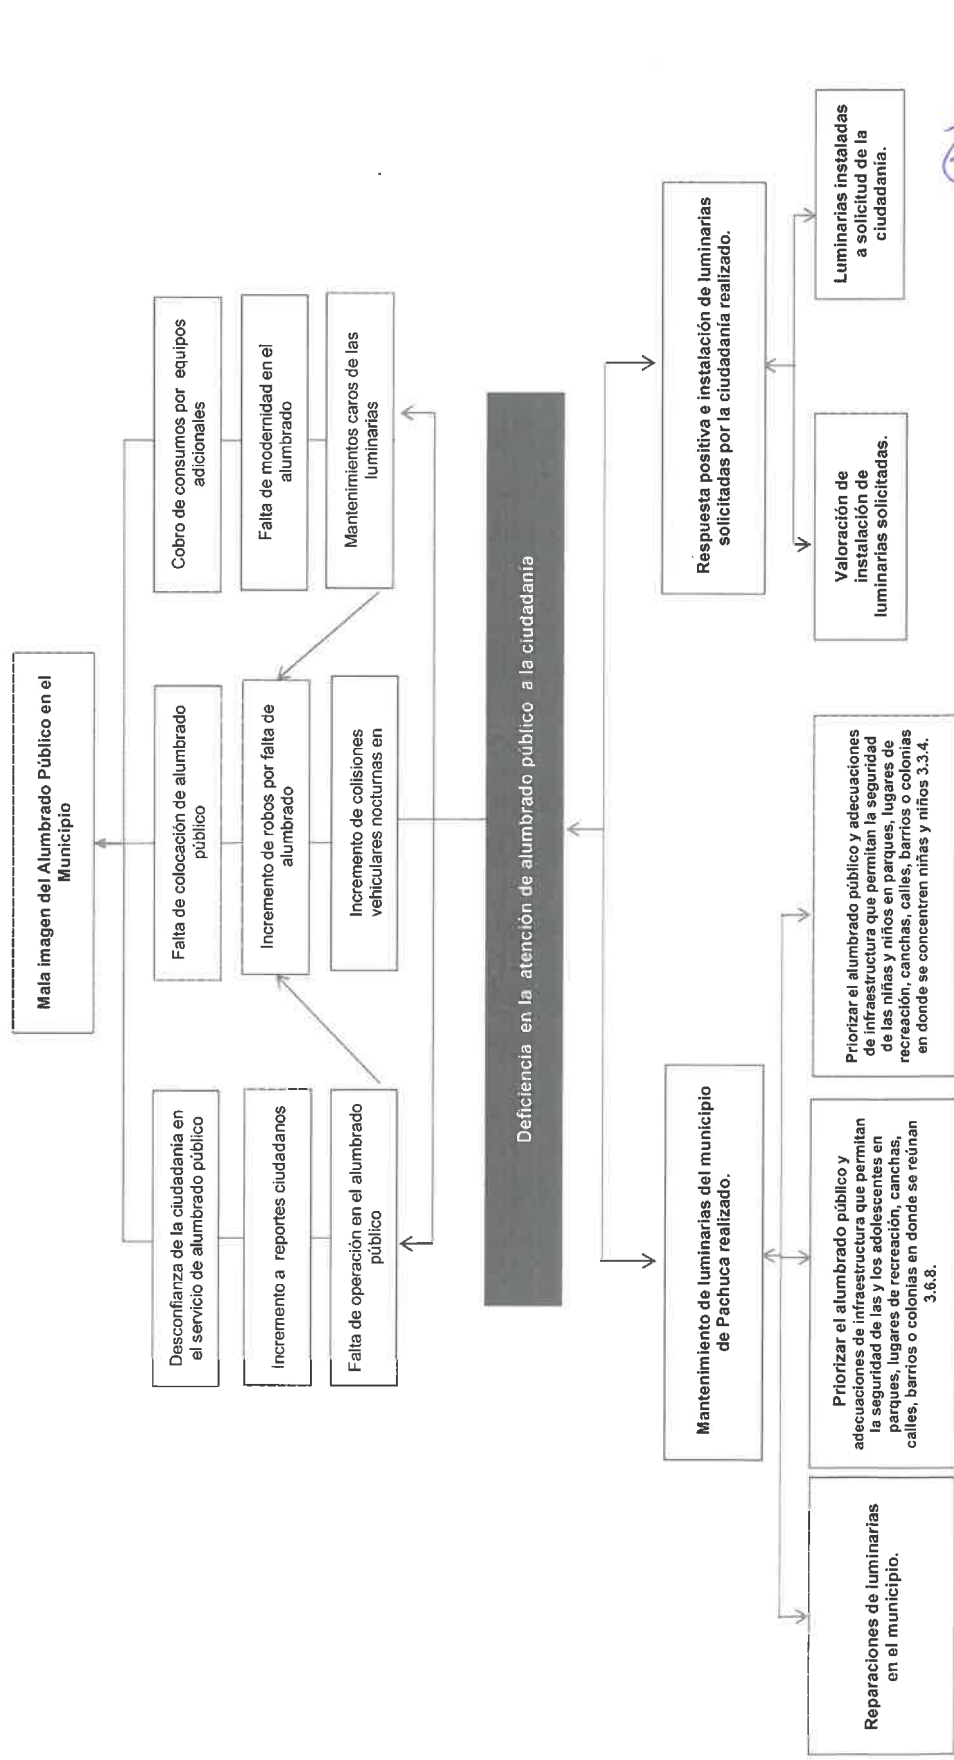 Mala imagen del Alumbrado Público en el
Municipio
Desconfianza de la ciudadanía en
el servicio de alumbrado público
Falta de colocación de alumbrado
público
Cobro de consumos por equipos
adicionales
Incremento a reportes ciudadanos
Incremento de robos por falta de
alumbrado
Falta de modernidad en el
alumbrado
Falta de operación en el alumbrado
público
Incremento de colisiones
vehiculares nocturnas en
Mantenimientos caros de las
luminarias
Deficiencia en la atención de alumbrado público a la ciudadanía
Mantenimiento de luminarias del municipio
de Pachuca realizado.
Respuesta positiva e instalación de luminarias
solicitadas por la ciudadanía realizado.
Reparaciones de luminarias
en el municipio.
Priorizar el alumbrado público y
adecuaciones de infraestructura que permitan
la seguridad de las y los adolescentes en
parques, lugares de recreación, canchas,
calles, barrios o colonias en donde se reúnan
3.6.8.
Priorizar el alumbrado público y adecuaciones
de infraestructura que permitan la seguridad
de las niñas y niños en parques, lugares de
recreación, canchas, calles, barrios o colonias
en donde se concentren niñas y niños 3.3.4.
Valoración de
instalación de
luminarias solicitadas.
Luminarias instaladas
a solicitud de la
ciudadanía.